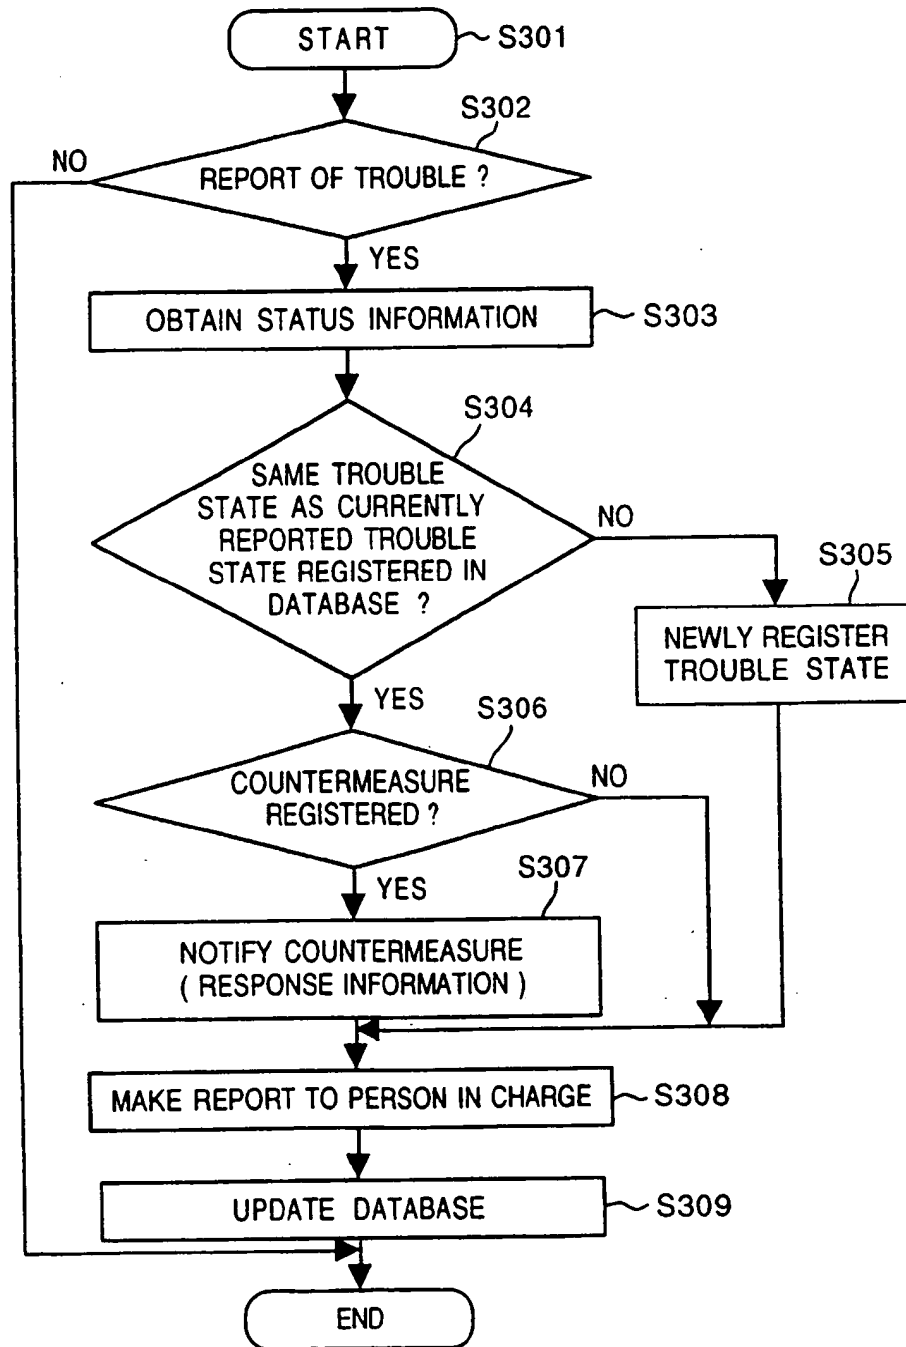 START
S301
S302
NO
REPORT OF TROUBLE ?
YES
OBTAIN STATUS INFORMATION
S303
S304
SAME TROUBLE
STATE AS CURRENTLY
REPORTED TROUBLE
STATE REGISTERED IN
DATABASE ?
NO
S305
NEWLY REGISTER
TROUBLE STATE
YES
S306
COUNTERMEASURE
REGISTERED ?
NO
YES
S307
NOTIFY COUNTERMEASURE
( RESPONSE INFORMATION )
MAKE REPORT TO PERSON IN CHARGE
S308
UPDATE DATABASE
S309
END